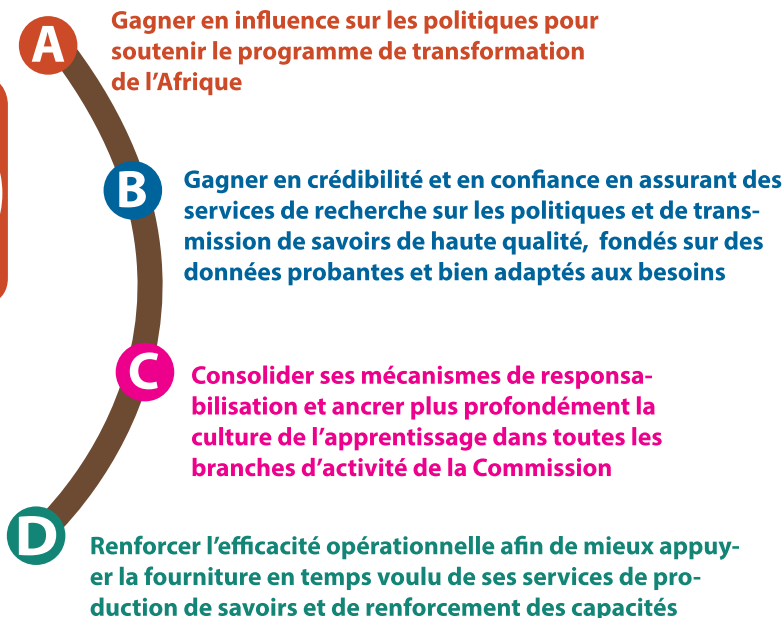 A
Gagner en influence sur les politiques pour
soutenir le programme de transformation
de l’Afrique
B
Gagner en crédibilité et en confiance en assurant des
services de recherche sur les politiques et de trans-
mission de savoirs de haute qualité, fondés sur des
données probantes et bien adaptés aux besoins
C
Consolider ses mécanismes de responsa-
bilisation et ancrer plus profondément la
culture de l’apprentissage dans toutes les
branches d’activité de la Commission
D
Renforcer l’efficacité opérationnelle afin de mieux appuy-
er la fourniture en temps voulu de ses services de pro-
duction de savoirs et de renforcement des capacités